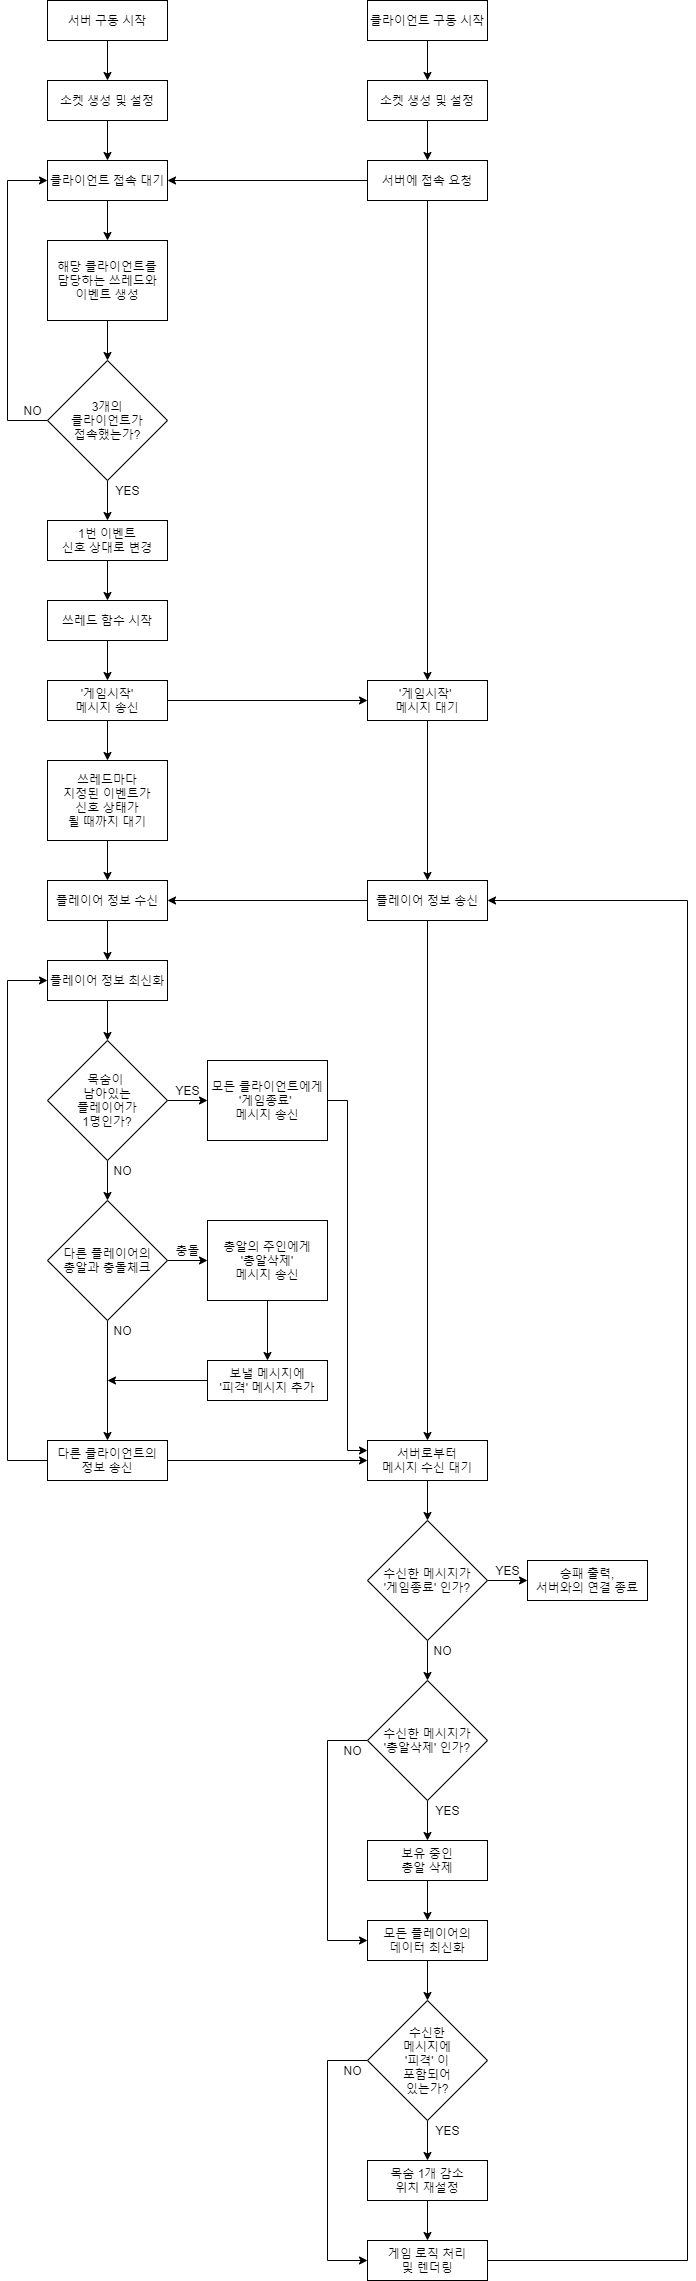 서버 구동 시작
클라이언트 구동 시작
소켓 생성 및 설정
소켓 생성 및 설정
클라이언트 접속 대기
서버에 접속 요청
해당 클라이언트를
담당하는 쓰레드와
이벤트 생성
3개의
클라이언트가
접속했는가?
NO
YES
1번 이벤트
신호 상대로 변경
쓰레드 함수 시작
'게임시작'
메시지 송신
'게임시작'
메시지 대기
쓰레드마다
지정된 이벤트가
신호 상태가
될 때까지 대기
플레이어 정보 수신
플레이어 정보 송신
플레이어 정보 최신화
목숨이
남아있는
플레이어가
1명인가?
YES
모든 클라이언트에게
'게임종료'
메시지 송신
NO
다른 플레이어의
총알과 충돌체크
충돌
총알의 주인에게
'총알삭제'
메시지 송신
NO
보낼 메시지에
'피격' 메시지 추가
다른 클라이언트의
정보 송신
서버로부터
메시지 수신 대기
수신한 메시지가
'게임종료' 인가?
YES
승패 출력,
서버와의 연결 종료
NO
수신한 메시지가
'총알삭제' 인가?
NO
YES
보유 중인
총알 삭제
모든 플레이어의
데이터 최신화
수신한
메시지에
'피격' 이
포함되어
있는가?
NO
YES
목숨 1개 감소
위치 재설정
게임 로직 처리
및 렌더링